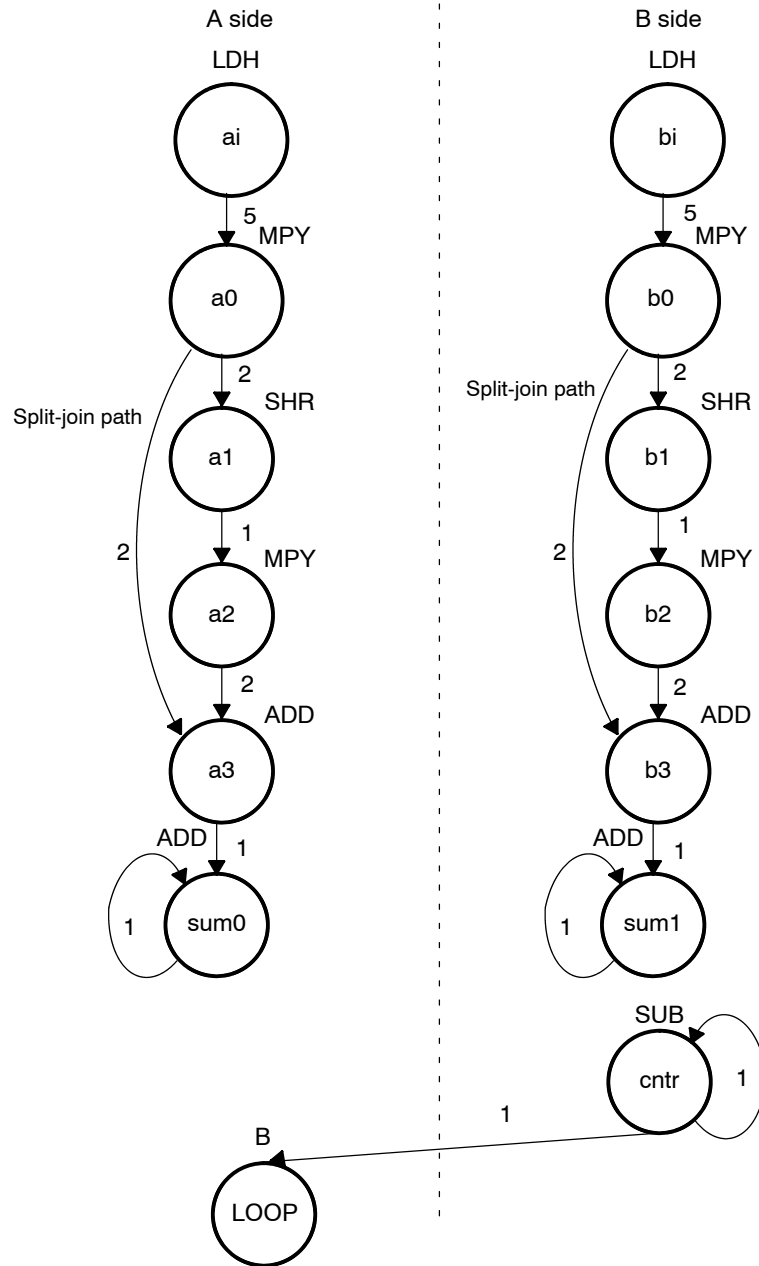 A side
B side
LDH
LDH
ai
bi
5
MPY
5
MPY
a0
b0
2
2
SHR
SHR
Split-join path
Split-join path
a1
b1
1
1
MPY
MPY
2
2
a2
b2
2
2
ADD
ADD
a3
b3
ADD
1
ADD
1
sum0
1
sum1
1
SUB
cntr
1
1
B
LOOP